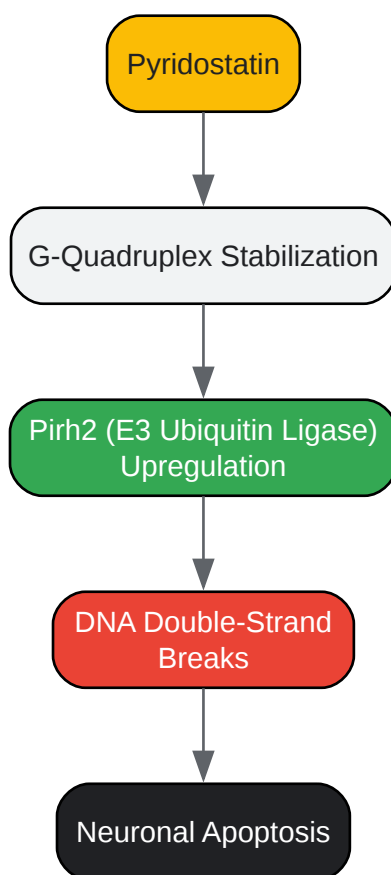 Pyridostatin
G-Quadruplex Stabilization
Pirh2 (E3 Ubiquitin Ligase)
Upregulation
DNA Double-Strand
Breaks
Neuronal Apoptosis